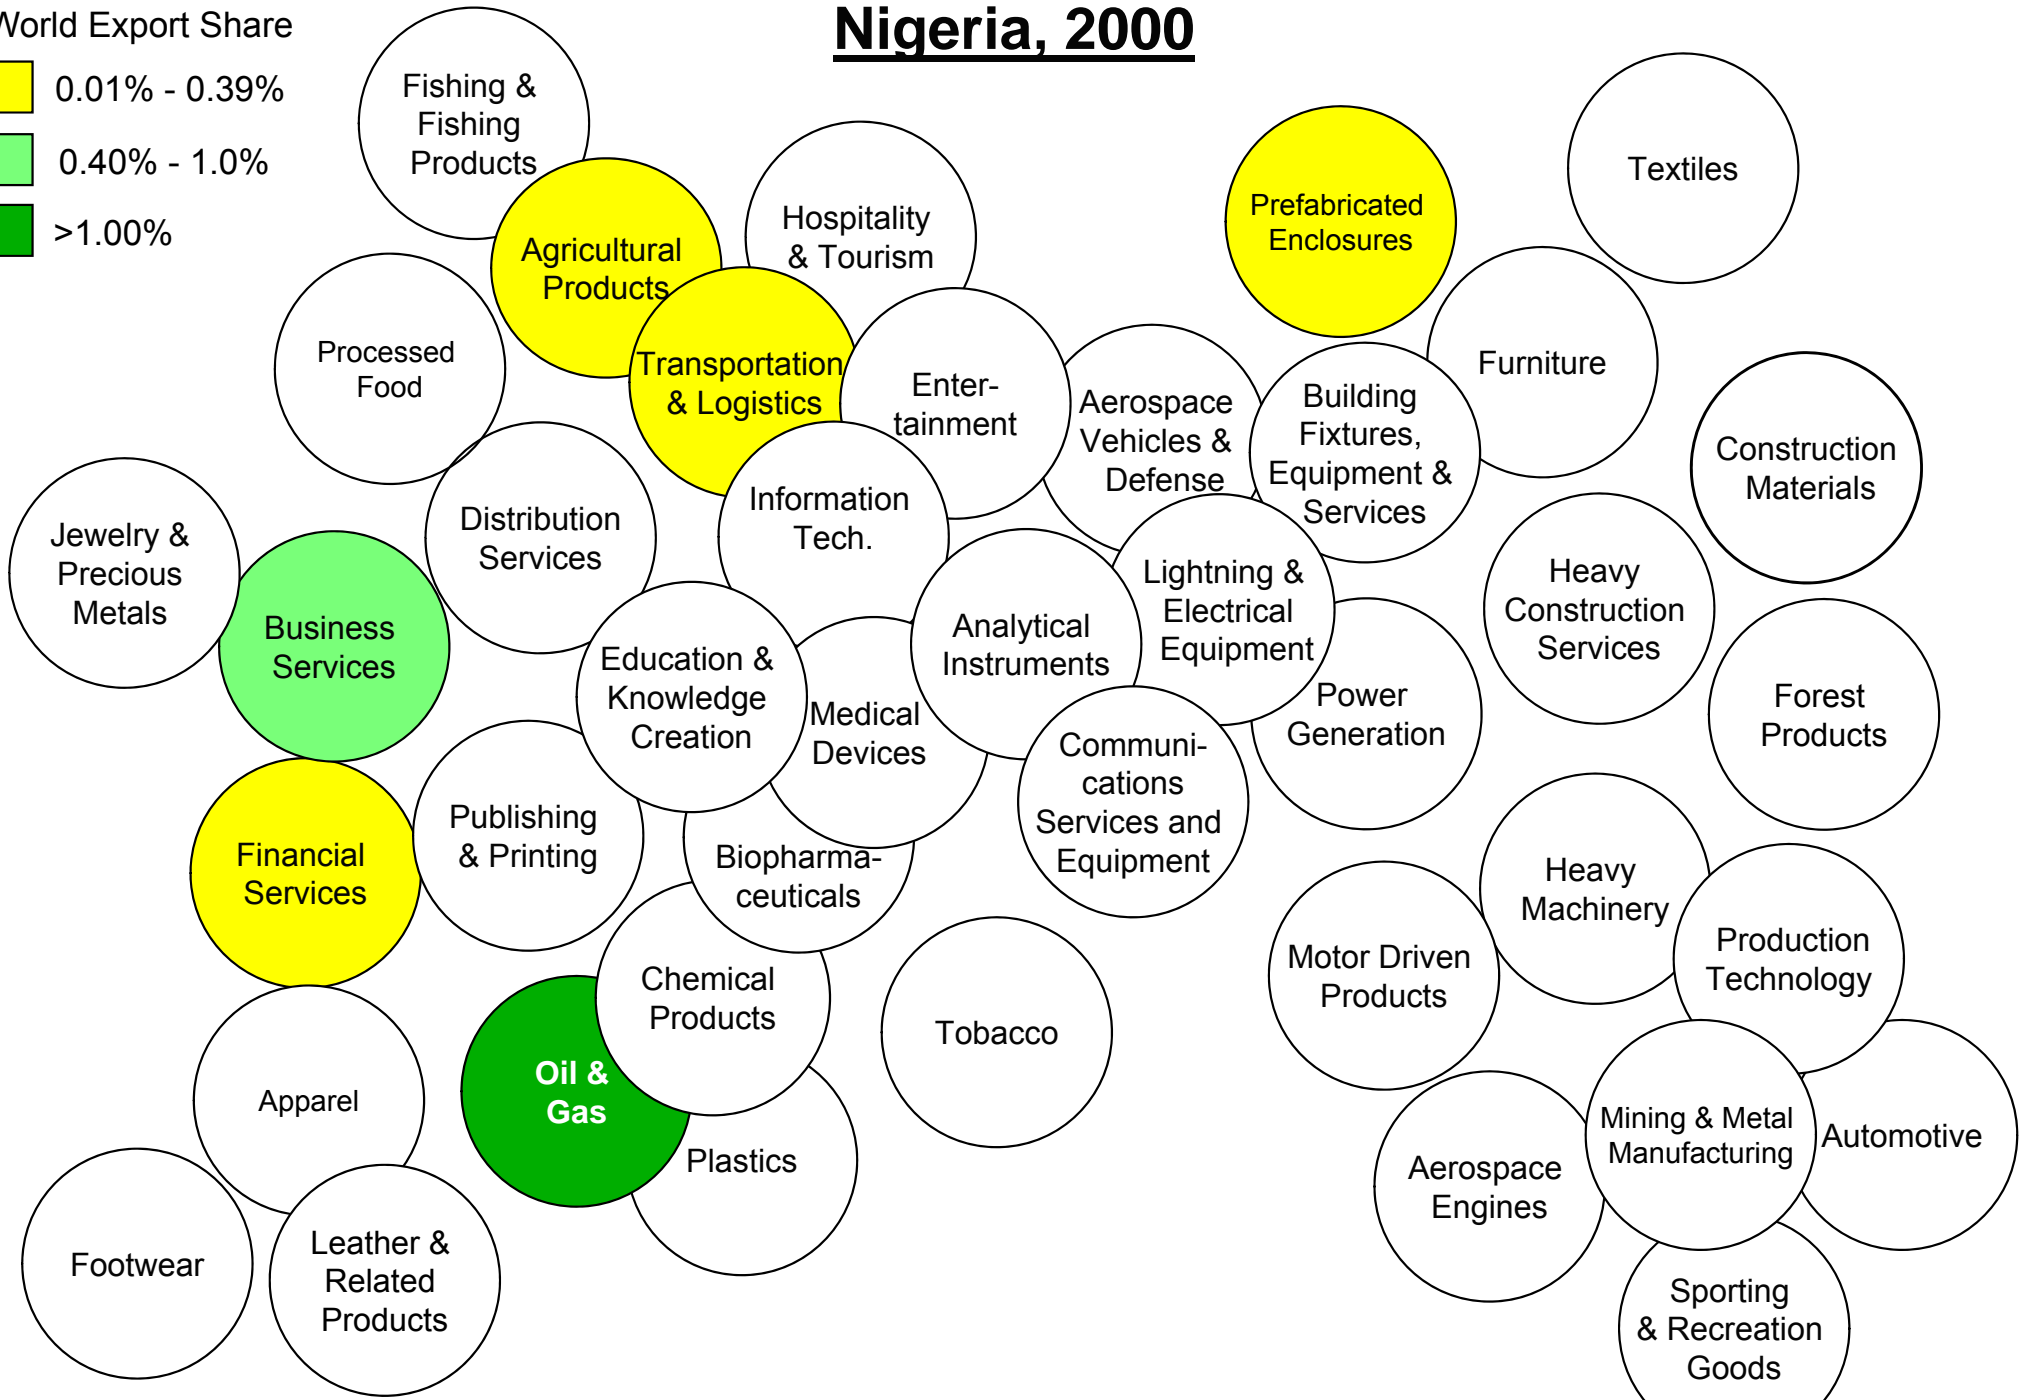 Nigeria, 2000
World Export Share
0.01% - 0.39%
0.40% - 1.0%
>1.00%
Fishing &
Fishing
Products
Textiles
Prefabricated
Enclosures
Hospitality
& Tourism
Agricultural
Products
Processed
Food
Transportation
& Logistics
Enter-
tainment
Aerospace
Vehicles &
Defense
Building
Fixtures,
Equipment &
Services
Furniture
Construction
Materials
Jewelry &
Precious
Metals
Distribution
Services
Information
Tech.
Business
Services
Education &
Knowledge
Creation
Medical
Devices
Analytical
Instruments
Lightning &
Electrical
Equipment
Power
Generation
Heavy
Construction
Services
Forest
Products
Communi-
cations
Services and
Equipment
Financial
Services
Publishing
& Printing
Biopharma-
ceuticals
Heavy
Machinery
Production
Technology
Motor Driven
Products
Chemical
Products
Tobacco
Oil &
Gas
Apparel
Plastics
Mining & Metal
Manufacturing
Automotive
Aerospace
Engines
Footwear
Leather &
Related
Products
Sporting
& Recreation
Goods